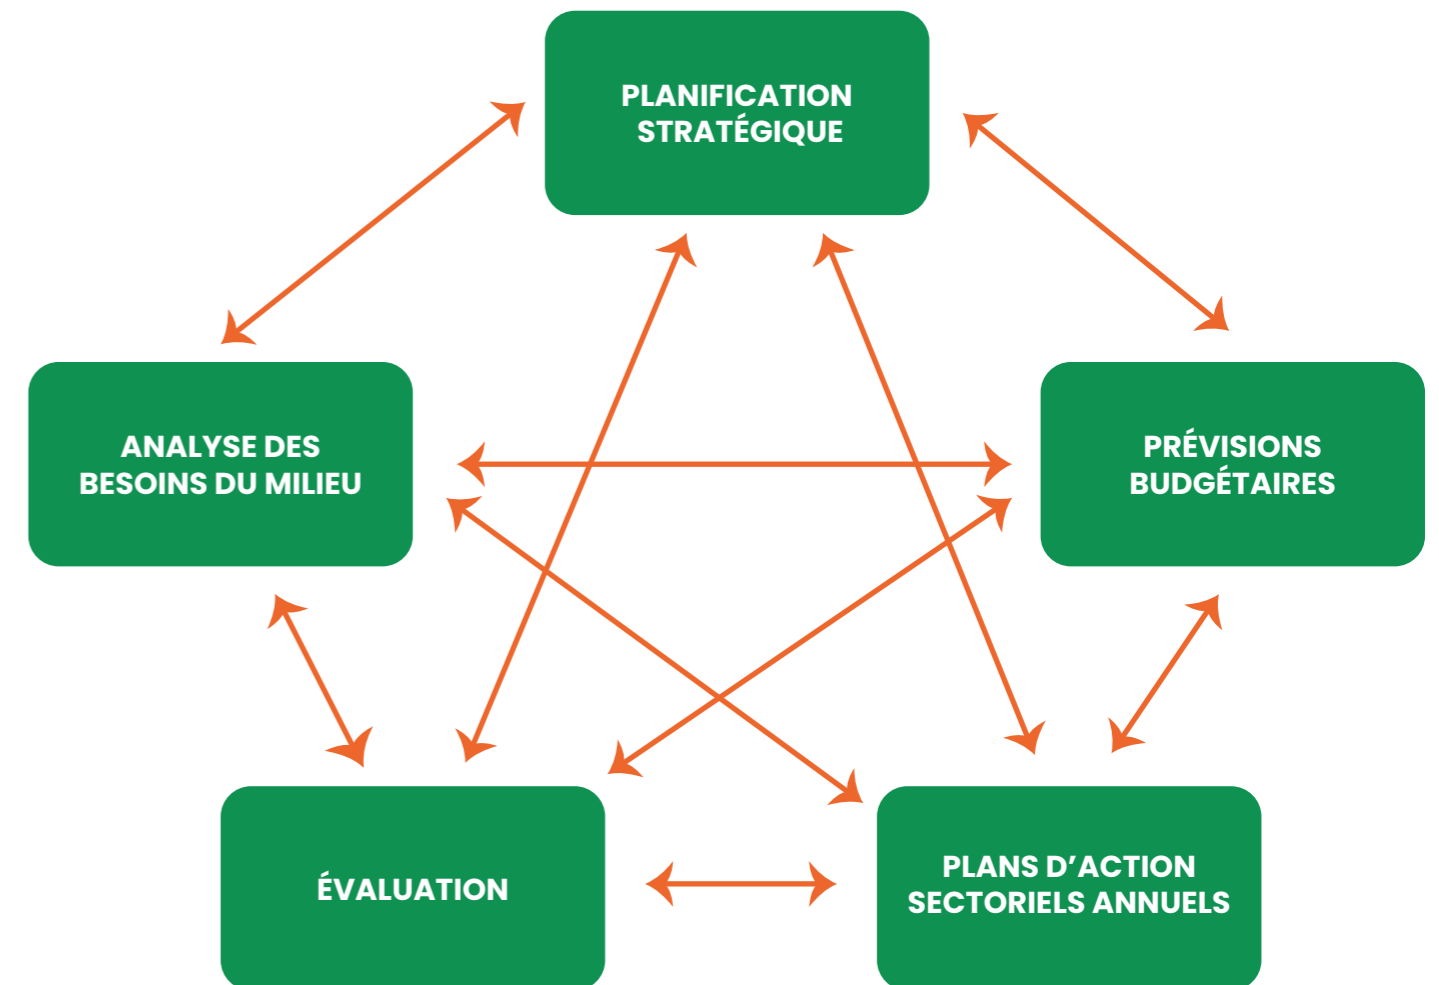 PLANIFICATION
STRATÉGIQUE
ANALYSE DES
BESOINS DU MILIEU
PRÉVISIONS
BUDGÉTAIRES
ÉVALUATION
PLANS D’ACTION
SECTORIELS ANNUELS